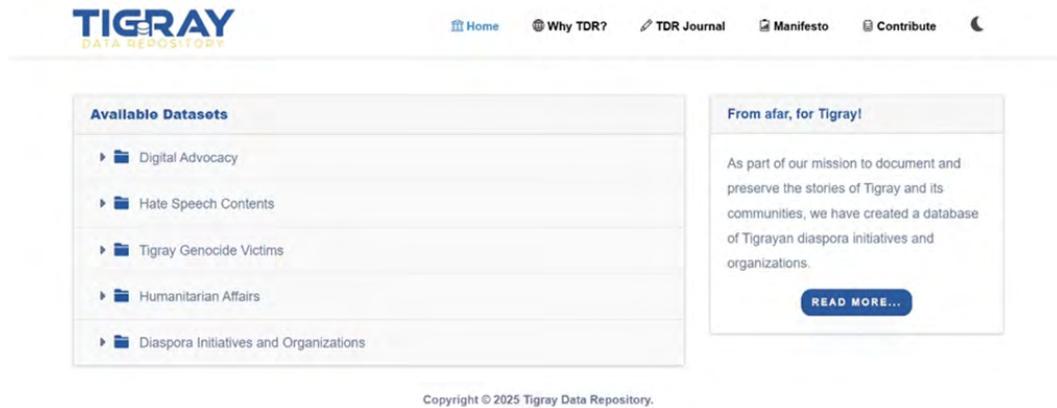 TIGRAY
DATA REPOSITORY
Home Why TDR? TDR Journal Manifesto Contribute
Available Datasets
Digital Advocacy
Hate Speech Contents
Tigray Genocide Victims
Humanitarian Affairs
Diaspora Initiatives and Organizations
From afar, for Tigray!
As part of our mission to document and
preserve the stories of Tigray and its
communities, we have created a database
of Tigrayan diaspora initiatives and
organizations.
READ MORE...
Copyright © 2025 Tigray Data Repository.